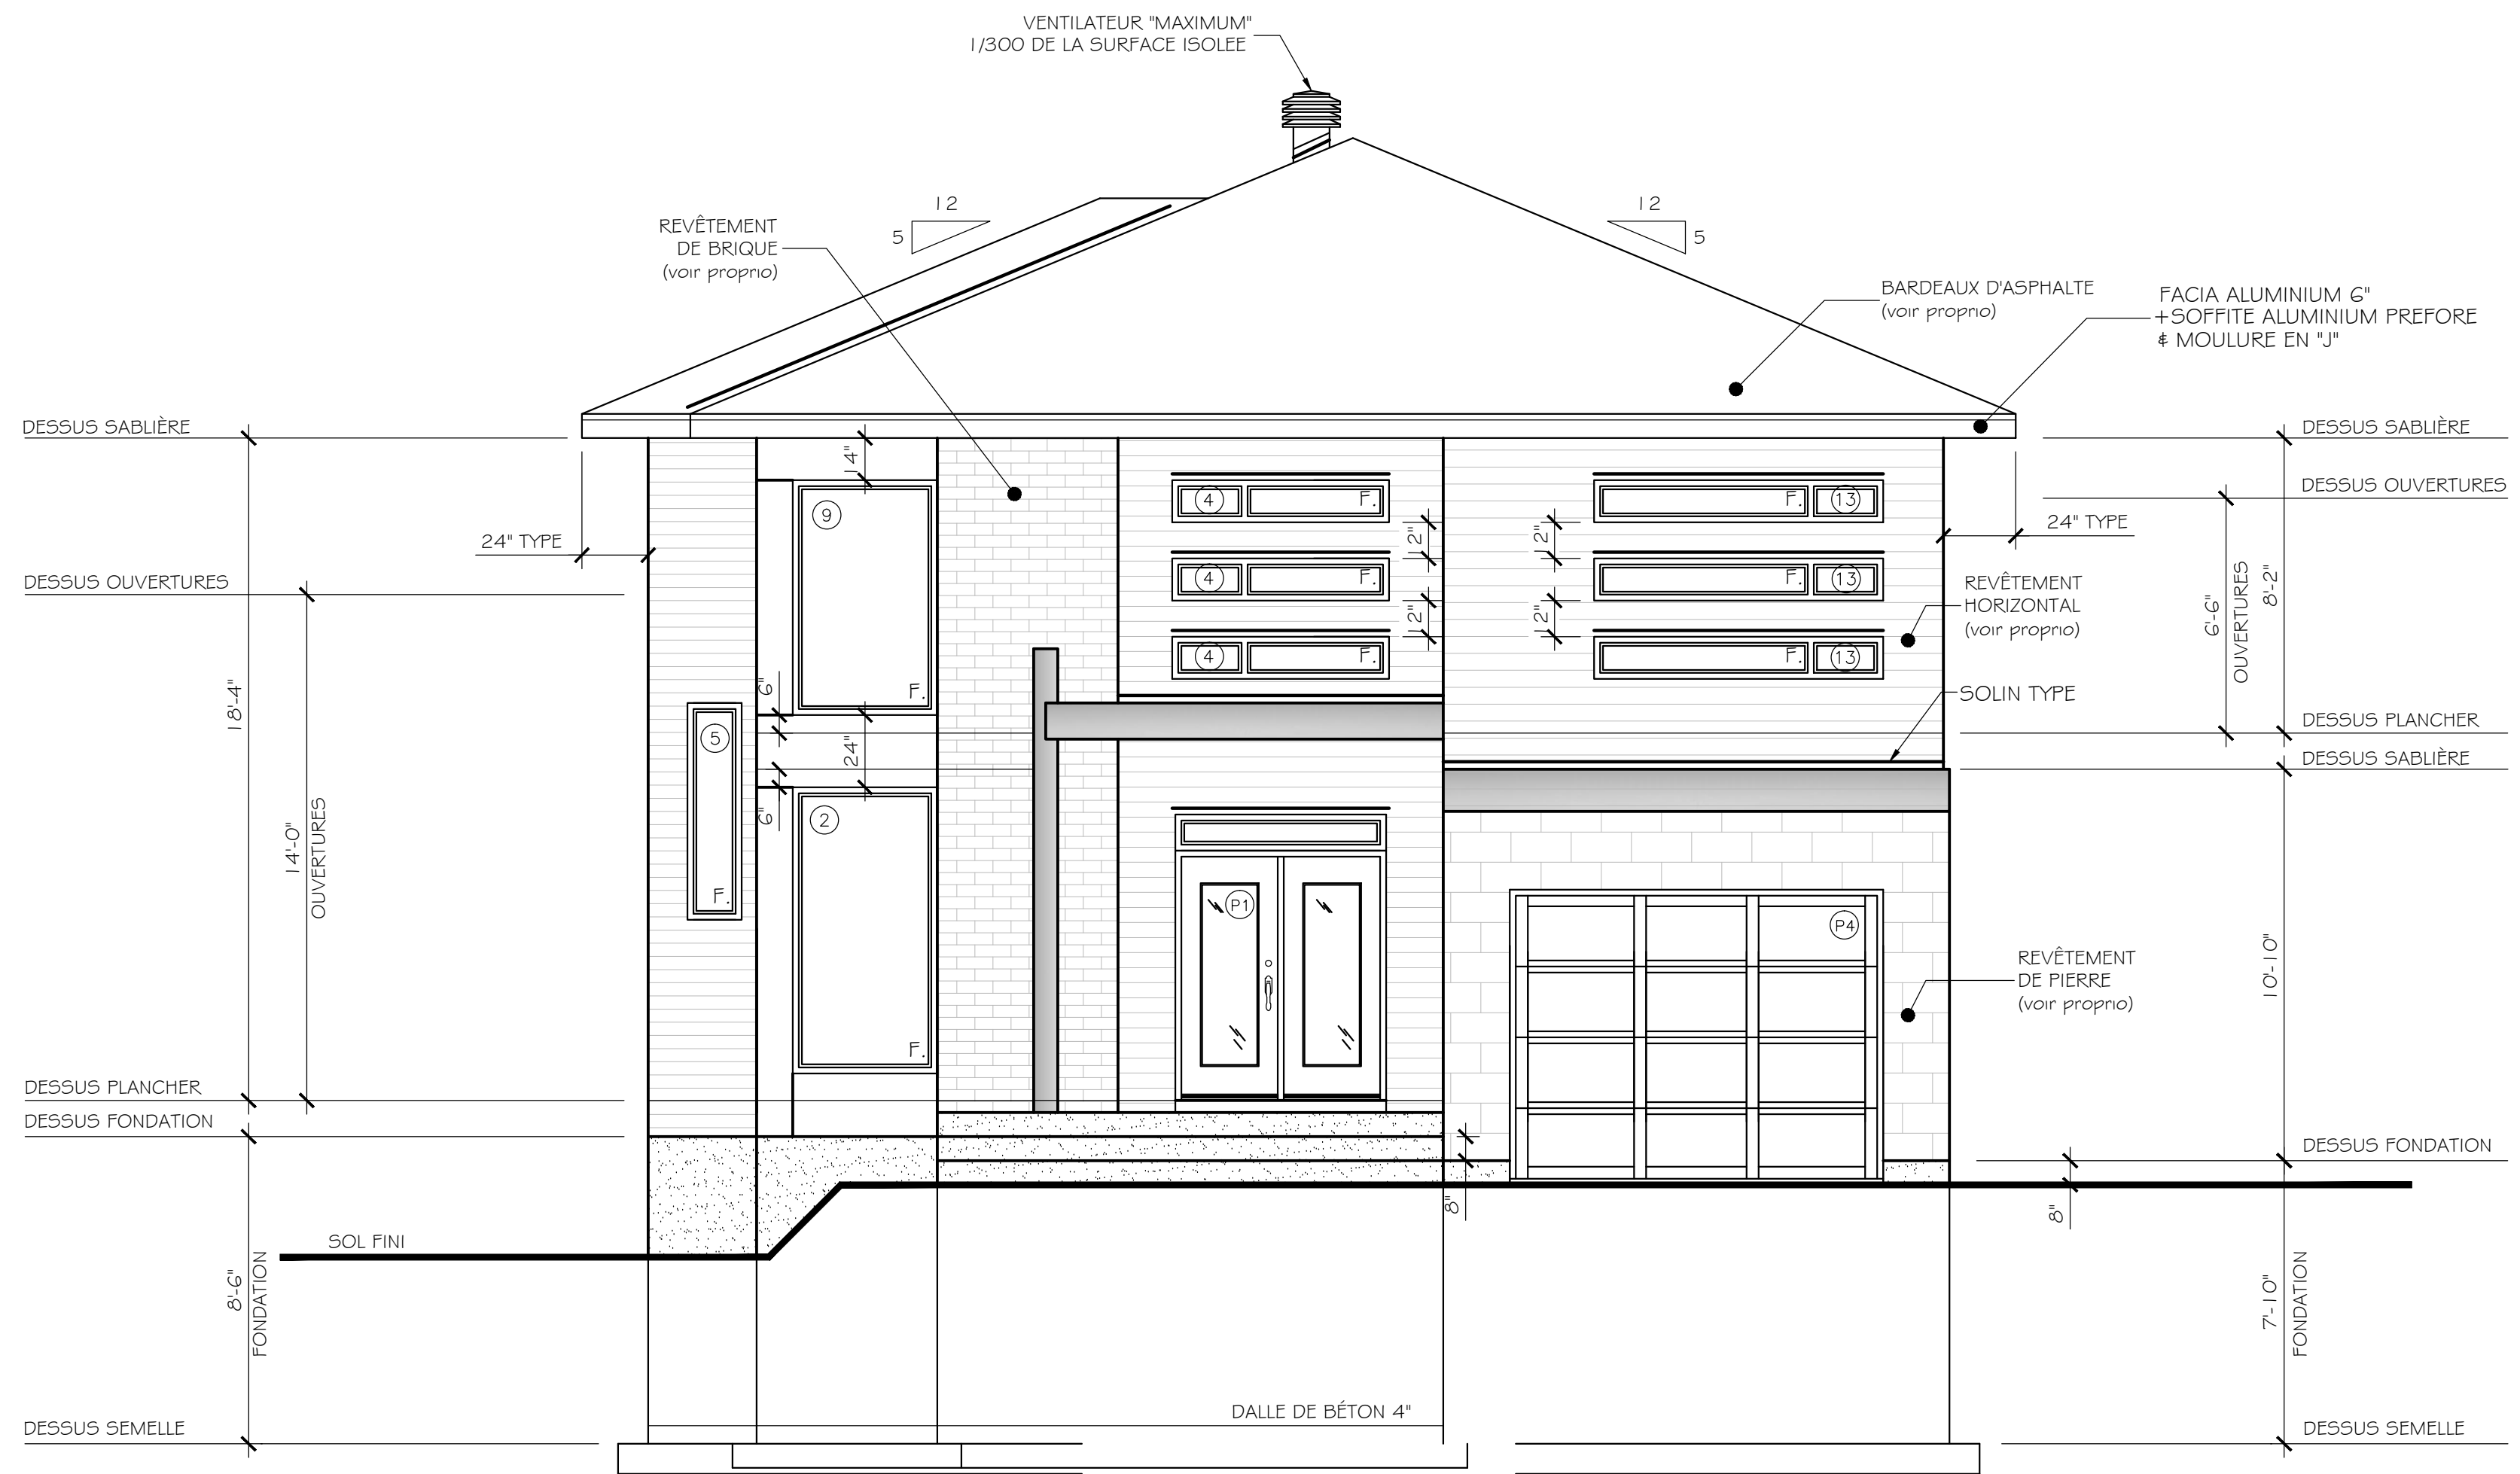 VENTILATEUR "MAXIMUM"
1/300 DE LA SURFACE ISOLEE
12
5
12
5
REVÊTEMENT
DE BRIQUE
(voir proprio)
BARDEAUX D'ASPHALTE
(voir proprio)
FACIA ALUMINIUM 6"
+SOFFITE ALUMINIUM PREFORE
& MOULURE EN "J"
DESSUS SABLIÈRE
DESSUS SABLIÈRE
14"
DESSUS OUVERTURES
9
4
F.
F.
13
24" TYPE
24" TYPE
2"
2"
DESSUS OUVERTURES
4
F.
F.
13
REVÊTEMENT
HORIZONTAL
(voir proprio)
6'-6"
OUVERTURES
8'-2"
2"
2"
4
F.
F.
13
18'-4"
F.
6"
SOLIN TYPE
DESSUS PLANCHER
5
24"
DESSUS SABLIÈRE
6"
2
14'-0"
OUVERTURES
F.
P1
P4
10'-10"
REVÊTEMENT
DE PIERRE
(voir proprio)
F.
DESSUS PLANCHER
DESSUS FONDATION
DESSUS FONDATION
8"
8"
SOL FINI
8'-6"
FONDATION
7'-10"
FONDATION
DALLE DE BÉTON 4"
DESSUS SEMELLE
DESSUS SEMELLE